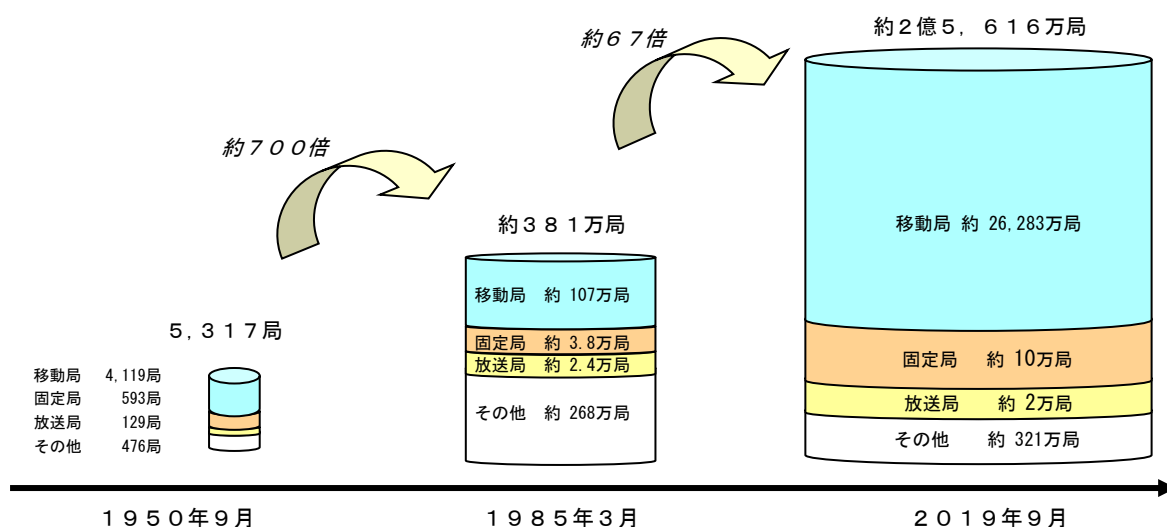 約2億5,616万局
約67倍
約700倍
約381万局
5,317局
移動局 4,119局
固定局 593局
放送局 129局
その他 476局
移動局 約 107万局
固定局 約 3.8万局
放送局 約 2.4万局
その他 約 268万局
移動局 約 26,283万局
固定局 約 10万局
放送局 約 2万局
その他 約 321万局
1950年9月
1985年3月
2019年9月